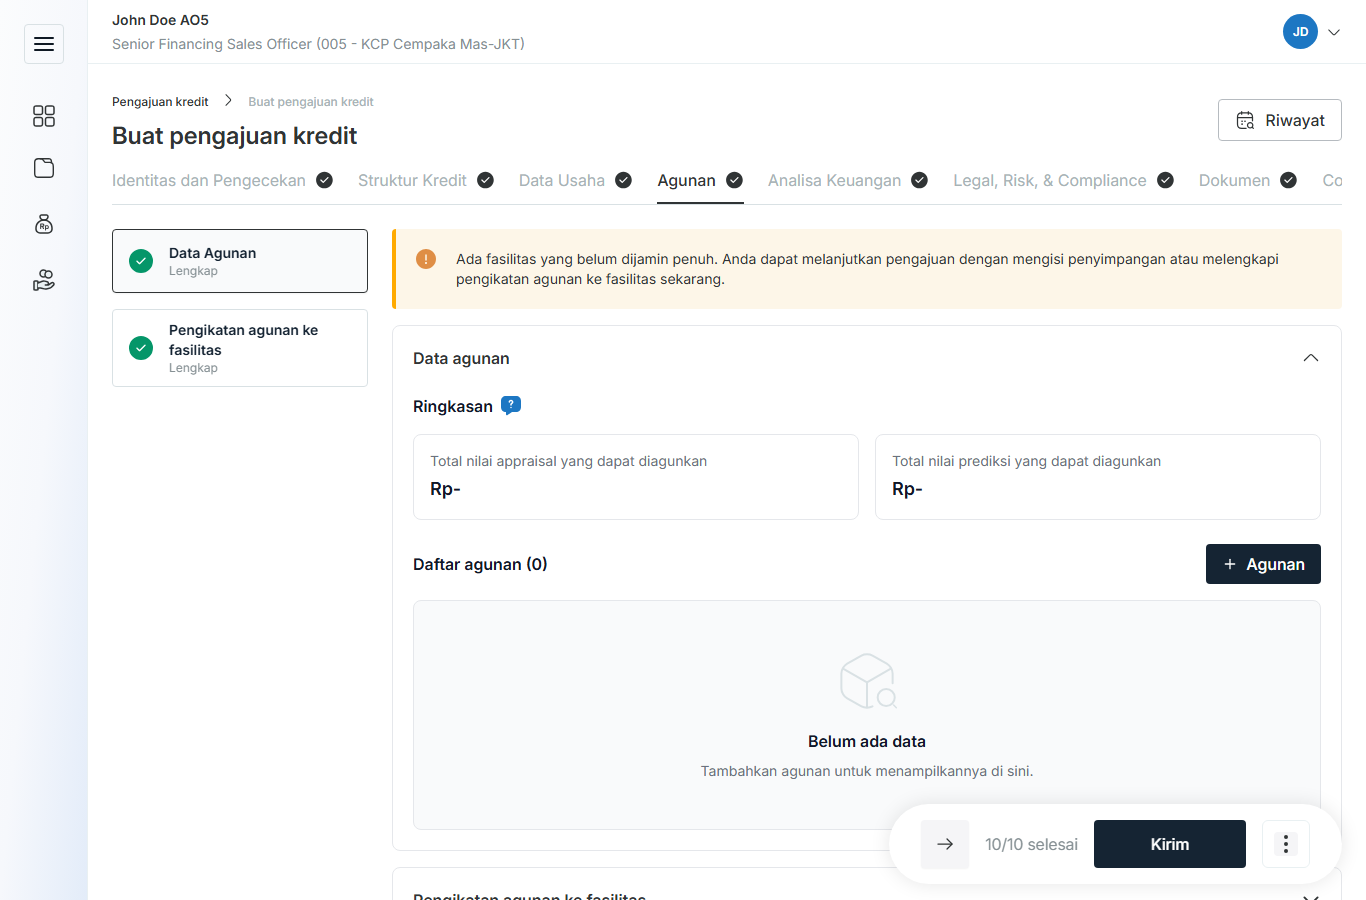 John Doe AO5
Senior Financing Sales Officer (005 - KCP Cempaka Mas-JKT)
JD
Pengajuan kredit
Buat pengajuan kredit
Buat pengajuan kredit
Riwayat
Identitas dan Pengecekan
Struktur Kredit
Data Usaha
Agunan
Analisa Keuangan
Legal, Risk, & Compliance
Dokumen
Co
Data Agunan
Lengkap
Pengikatan agunan ke
fasilitas
Lengkap
Ada fasilitas yang belum dijamin penuh. Anda dapat melanjutkan pengajuan dengan mengisi penyimpangan atau melengkapi
pengikatan agunan ke fasilitas sekarang.
Data agunan
Ringkasan
Total nilai appraisal yang dapat diagunkan
Rp-
Total nilai prediksi yang dapat diagunkan
Rp-
Daftar agunan (0)
+ Agunan
Belum ada data
Tambahkan agunan untuk menampilkannya di sini.
10/10 selesai
Kirim
Pengikatan agunan ke fasilitas